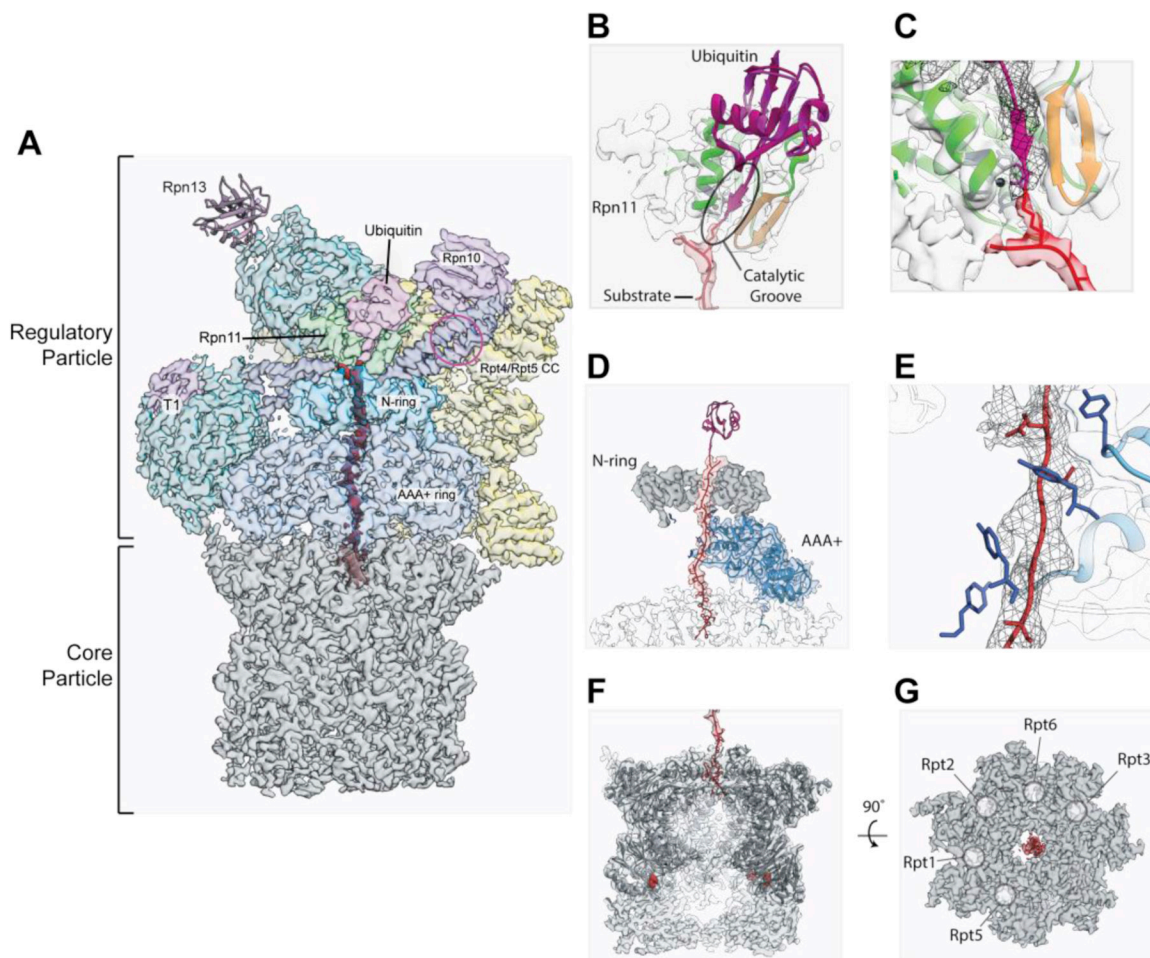 A
Regulatory
Particle
Core
Particle
Rpn13
Ubiquitin
Rpn10
Rpn11
Rpt4/Rpt5 CC
T1
N-ring
AAA+ ring
B
Ubiquitin
Rpn11
Substrate
Catalytic
Groove
C
D
N-ring
AAA+
E
F
90°
G
Rpt6
Rpt2
Rpt3
Rpt1
Rpt5